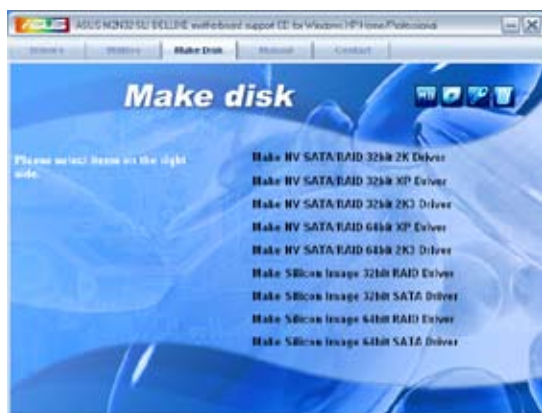 ASUS M2N32 SLI DELUXE motherboard support CD for Windows XP Home/Professional
Drivers Utilities Make Disk Manual Contact
Make disk
Please select items on the right
side.
Make NV SATA/RAID 32bit 2K Driver
Make NV SATA/RAID 32bit XP Driver
Make NV SATA/RAID 32bit 2K3 Driver
Make NV SATA/RAID 64bit XP Driver
Make NV SATA/RAID 64bit 2K3 Driver
Make Silicon Image 32bit RAID Driver
Make Silicon Image 32bit SATA Driver
Make Silicon Image 64bit RAID Driver
Make Silicon Image 64bit SATA Driver